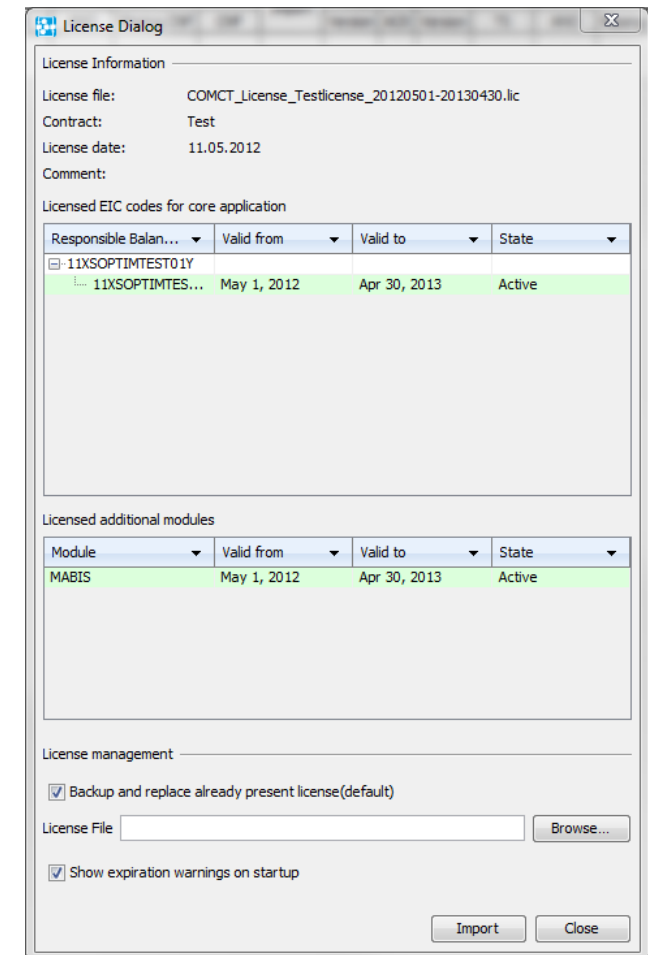 License Dialog
License Information
License file: COMCT_License_Testlicense_20120501-20130430.lic
Contract: Test
License date: 11.05.2012
Comment:
Licensed EIC codes for core application
Responsible Balan... Valid from Valid to State
11XSOPTIMTEST01Y
11XSOPTIMTES... May 1, 2012 Apr 30, 2013 Active
Licensed additional modules
Module Valid from Valid to State
MABIS May 1, 2012 Apr 30, 2013 Active
License management
Backup and replace already present license(default)
License File Browse...
Show expiration warnings on startup
Import Close